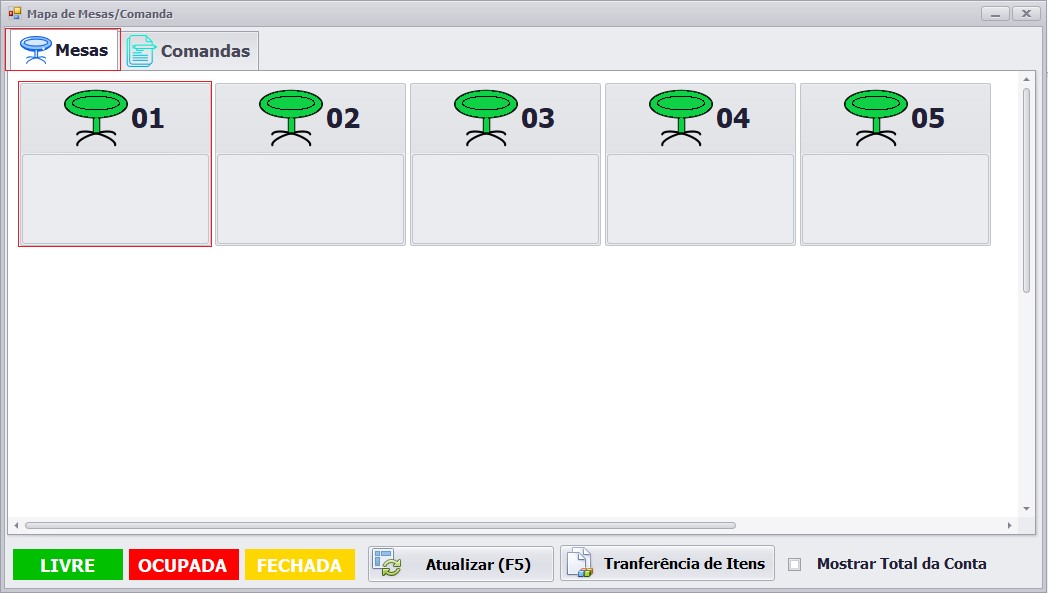 Mapa de Mesas/Comanda
Mesas Comandas
01 02 03 04 05
LIVRE OCUPADA FECHADA Atualizar (F5) Tranferência de Itens Mostrar Total da Conta